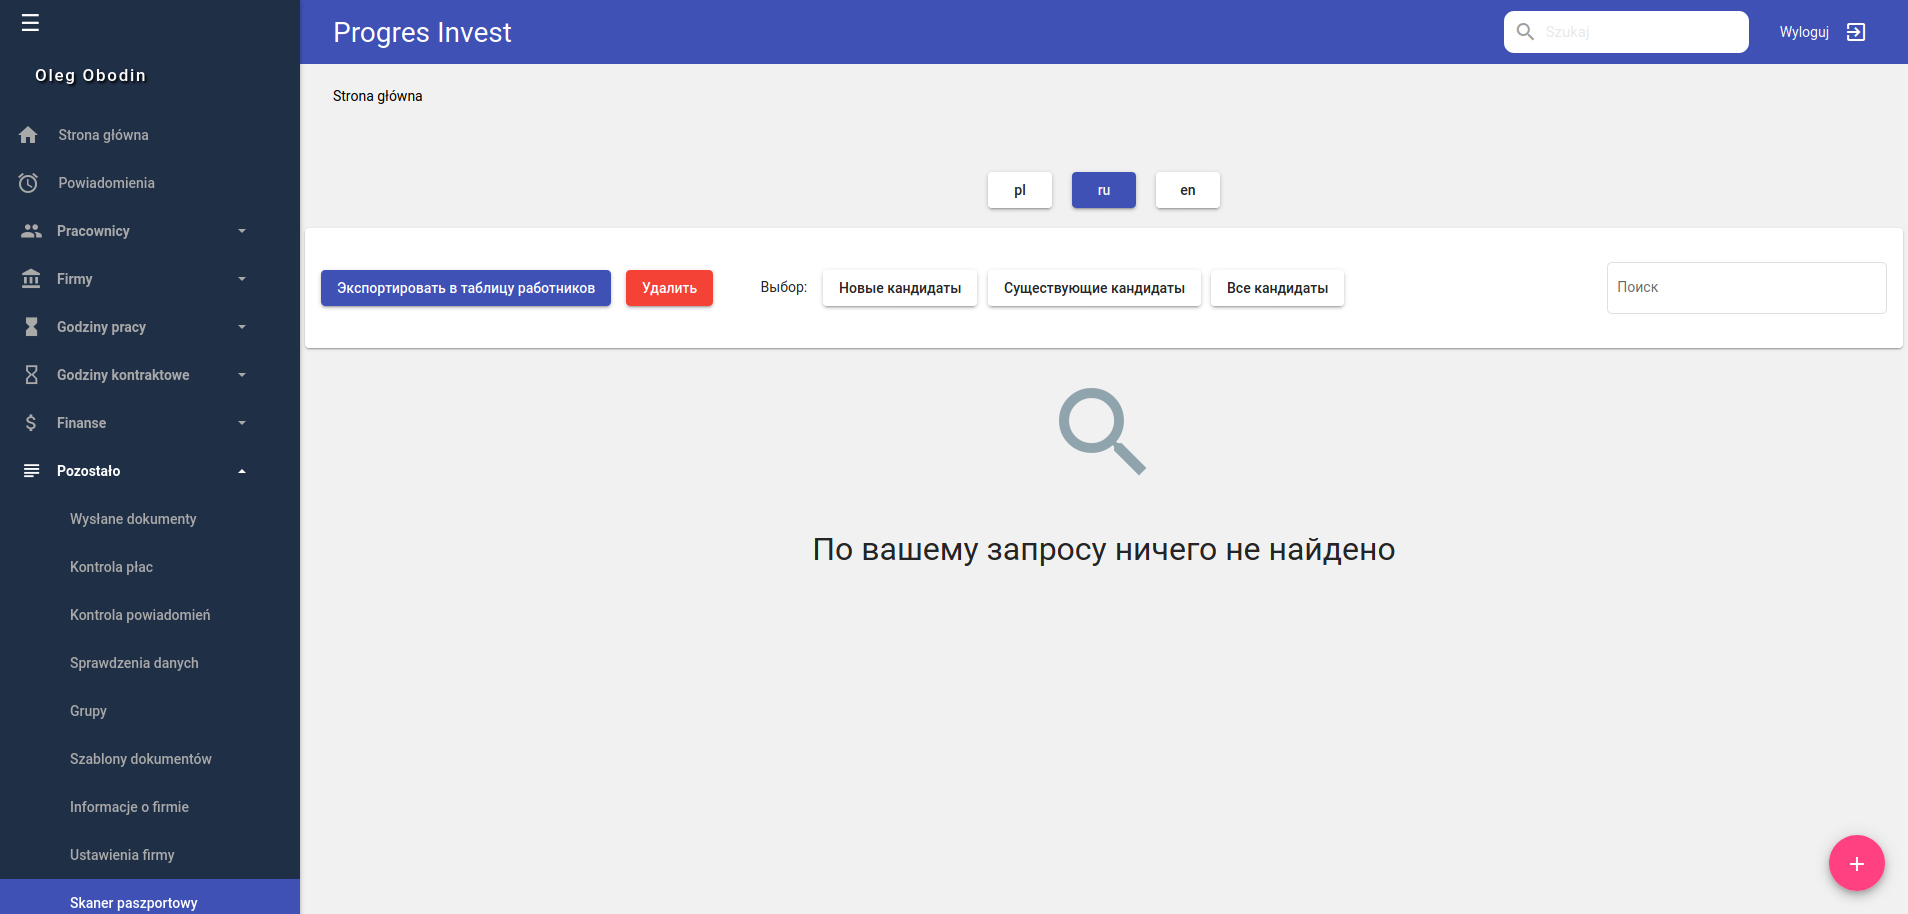 Progres Invest
Szukaj
Wyloguj
Oleg Obodin
Strona główna
Powiadomienia
Pracownicy
Firmy
Godziny pracy
Godziny kontraktowe
Finanse
Pozostało
Wysłane dokumenty
Kontrola płac
Kontrola powiadomień
Sprawdzenia danych
Grupy
Szablony dokumentów
Informacje o firmie
Ustawienia firmy
Skaner paszportowy
Strona główna
pl ru en
Экспортировать в таблицу работников Удалить Выбор: Новые кандидаты Существующие кандидаты Все кандидаты Поиск
По вашему запросу ничего не найдено